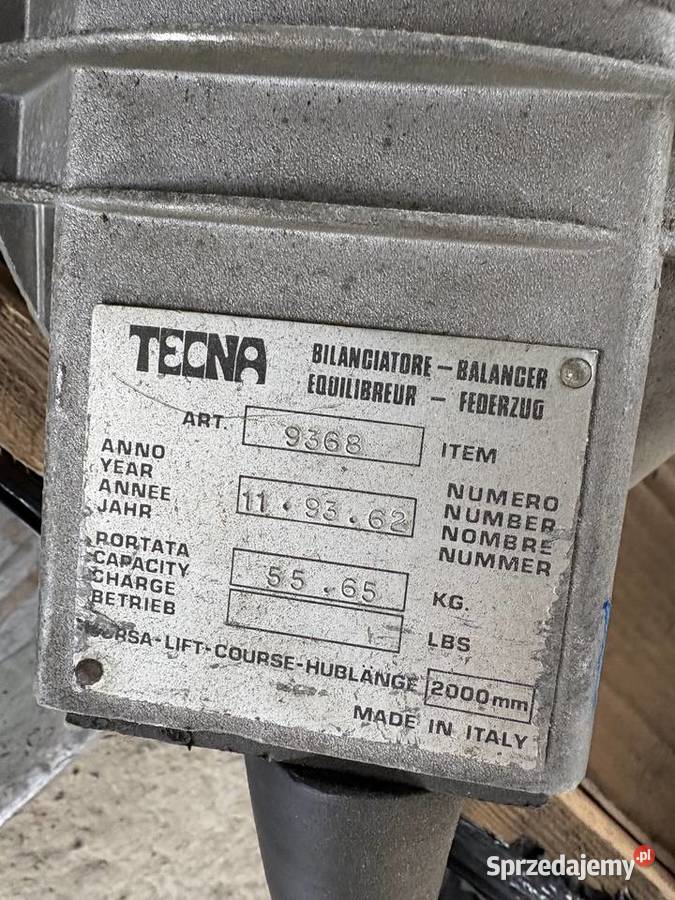 TECNA
BILANCIATORE - BALANCER
EQUILIBREUR - FEDERZUG
ART. 9368 ITEM
ANNO
YEAR
ANNEE
JAHR
11.93.62
NUMERO
NUMBER
NOMBRE
NUMMER
PORTATA
CAPACITY
CHARGE
BETRIEB
55.65 KG.
LBS
CORSA-LIFT-COURSE-HUBLANGE 2000mm
MADE IN ITALY
Sprzedajemy.pl